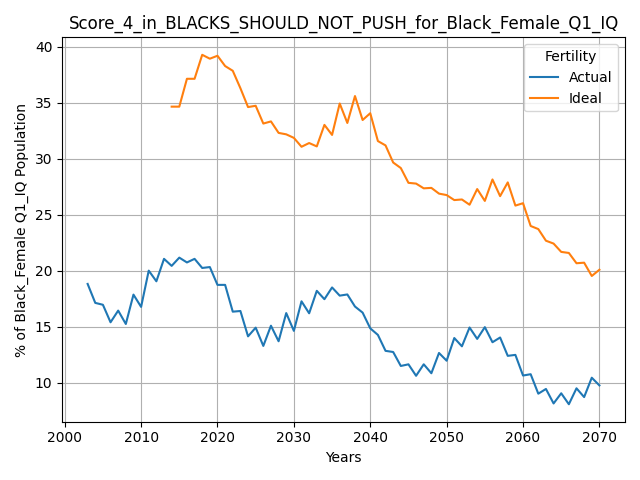 Score_4_in_BLACKS_SHOULD_NOT_PUSH_for_Black_Female_Q1_IQ
Fertility
Actual
Ideal
% of Black_Female Q1_IQ Population
40
35
30
25
20
15
10
2000 2010 2020 2030 2040 2050 2060 2070
Years